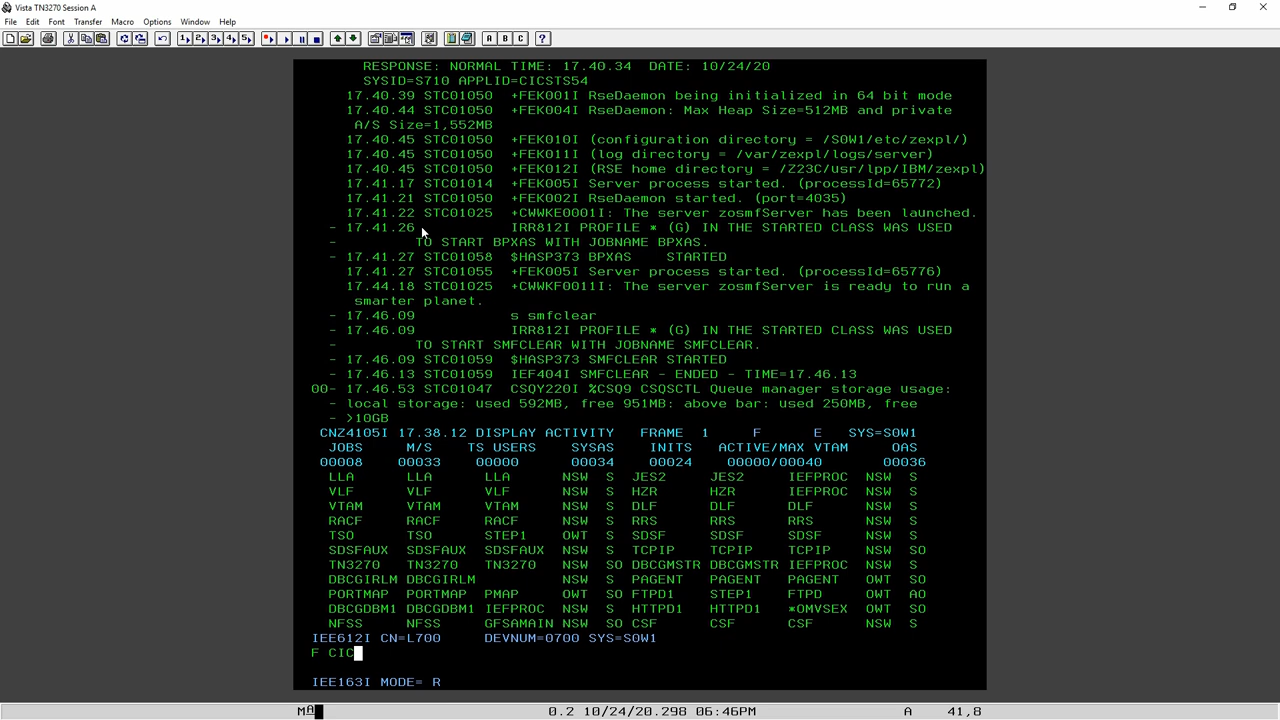 Vista TN3270 Session A
File Edit Font Transfer Macro Options Window Help
1 2 3 4 5 A B C ?
RESPONSE: NORMAL TIME: 17.40.34 DATE: 10/24/20
SYSID=S710 APPLID=CICSTS54
17.40.39 STC01050 +FEK001I RseDaemon being initialized in 64 bit mode
17.40.44 STC01050 +FEK004I RseDaemon: Max Heap Size=512MB and private
A/S Size=1,552MB
17.40.45 STC01050 +FEK010I (configuration directory = /S0W1/etc/zexpl/)
17.40.45 STC01050 +FEK011I (log directory = /var/zexpl/logs/server)
17.40.45 STC01050 +FEK012I (RSE home directory = /Z23C/usr/lpp/IBM/zexpl)
17.41.17 STC01014 +FEK005I Server process started. (processId=65772)
17.41.21 STC01050 +FEK002I RseDaemon started. (port=4035)
17.41.22 STC01025 +CWWKE0001I: The server zosmfServer has been launched.
- 17.41.26 IRR812I PROFILE * (G) IN THE STARTED CLASS WAS USED
- TO START BPXAS WITH JOBNAME BPXAS.
- 17.41.27 STC01058 $HASP373 BPXAS STARTED
17.41.27 STC01055 +FEK005I Server process started. (processId=65776)
17.44.18 STC01025 +CWWKF0011I: The server zosmfServer is ready to run a
smarter planet.
- 17.46.09 s smfclear
- 17.46.09 IRR812I PROFILE * (G) IN THE STARTED CLASS WAS USED
- TO START SMFCLEAR WITH JOBNAME SMFCLEAR.
- 17.46.09 STC01059 $HASP373 SMFCLEAR STARTED
- 17.46.13 STC01059 IEF404I SMFCLEAR - ENDED - TIME=17.46.13
00- 17.46.53 STC01047 CSQY220I %CSQ9 CSQSCTL Queue manager storage usage:
- local storage: used 592MB, free 951MB: above bar: used 250MB, free
- >10GB
CNZ4105I 17.38.12 DISPLAY ACTIVITY FRAME 1 F E SYS=S0W1
JOBS M/S TS USERS SYSAS INITS ACTIVE/MAX VTAM OAS
00008 00033 00000 00034 00024 00000/00040 00036
LLA LLA LLA NSW S JES2 JES2 IEFPROC NSW S
VLF VLF VLF NSW S HZR HZR IEFPROC NSW S
VTAM VTAM VTAM NSW S DLF DLF DLF NSW S
RACF RACF RACF NSW S RRS RRS RRS NSW S
TSO TSO STEP1 OWT S SDSF SDSF SDSF NSW S
SDSFAUX SDSFAUX SDSFAUX NSW S TCPIP TCPIP TCPIP NSW SO
TN3270 TN3270 TN3270 NSW SO DBCGMSTR DBCGMSTR IEFPROC NSW S
DBCGIRLM DBCGIRLM NSW S PAGENT PAGENT PAGENT OWT SO
PORTMAP PORTMAP PMAP OWT SO FTPD1 STEP1 FTPD OWT AO
DBCGDBM1 DBCGDBM1 IEFPROC NSW S HTTPD1 HTTPD1 *OMVSEX OWT SO
NFSS NFSS GFSAMAIN NSW SO CSF CSF CSF NSW S
IEE612I CN=L700 DEVNUM=0700 SYS=S0W1
F CIC
IEE163I MODE= R
MA 0.2 10/24/20.298 06:46PM A 41,8